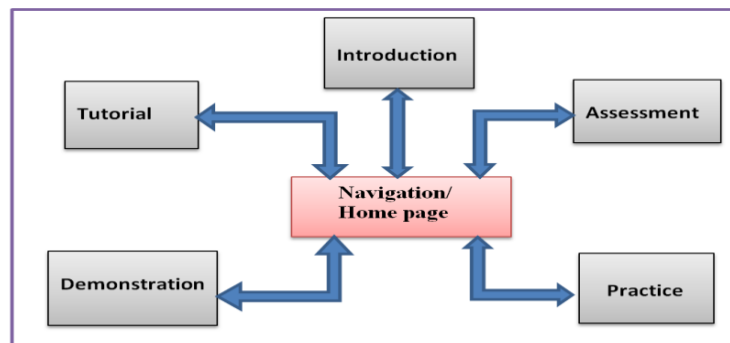 Introduction
Tutorial
Assessment
Navigation/
Home page
Demonstration
Practice